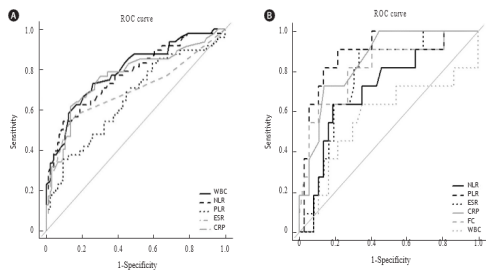 A
ROC curve
1.0
0.8
0.6
0.4
0.2
0
Sensitivity
0 0.2 0.4 0.6 0.8 1.0
1-Specificity
WBC
NLR
PLR
ESR
CRP
B
ROC curve
1.0
0.8
0.6
0.4
0.2
0
Sensitivity
0 0.2 0.4 0.6 0.8 1.0
1-Specificity
NLR
PLR
ESR
CRP
FC
WBC